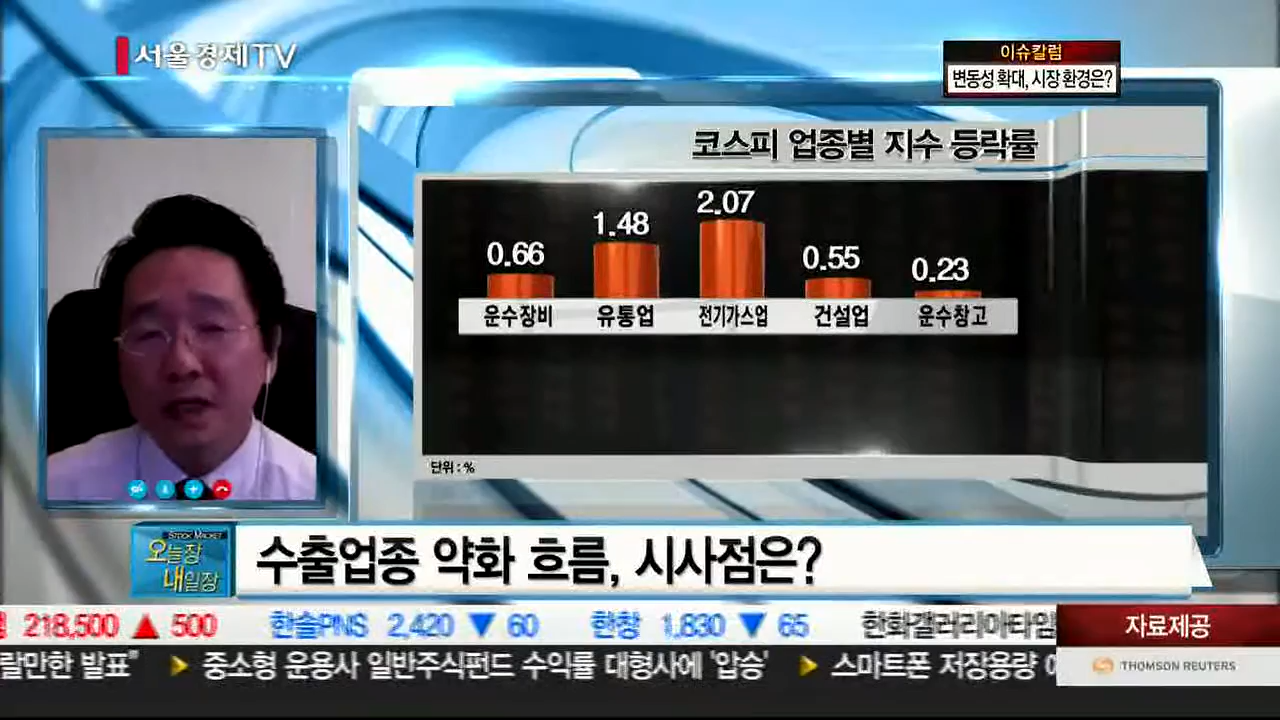 서울경제TV
이슈칼럼
변동성 확대, 시장 환경은?
코스피 업종별 지수 등락률
0.66 1.48 2.07 0.55 0.23
운수장비 유통업 전기가스업 건설업 운수창고
단위 : %
STOCK MARKET
오늘장
내일장
수출업종 약화 흐름, 시사점은?
218,500 ▲ 500 한솔PNS 2,420 ▼ 60 한창 1,830 ▼ 65 한화갤러리아타임
자료제공
랄만한 발표" ▶ 중소형 운용사 일반주식펀드 수익률 대형사에 '압승' ▶ 스마트폰 저장용량
THOMSON REUTERS